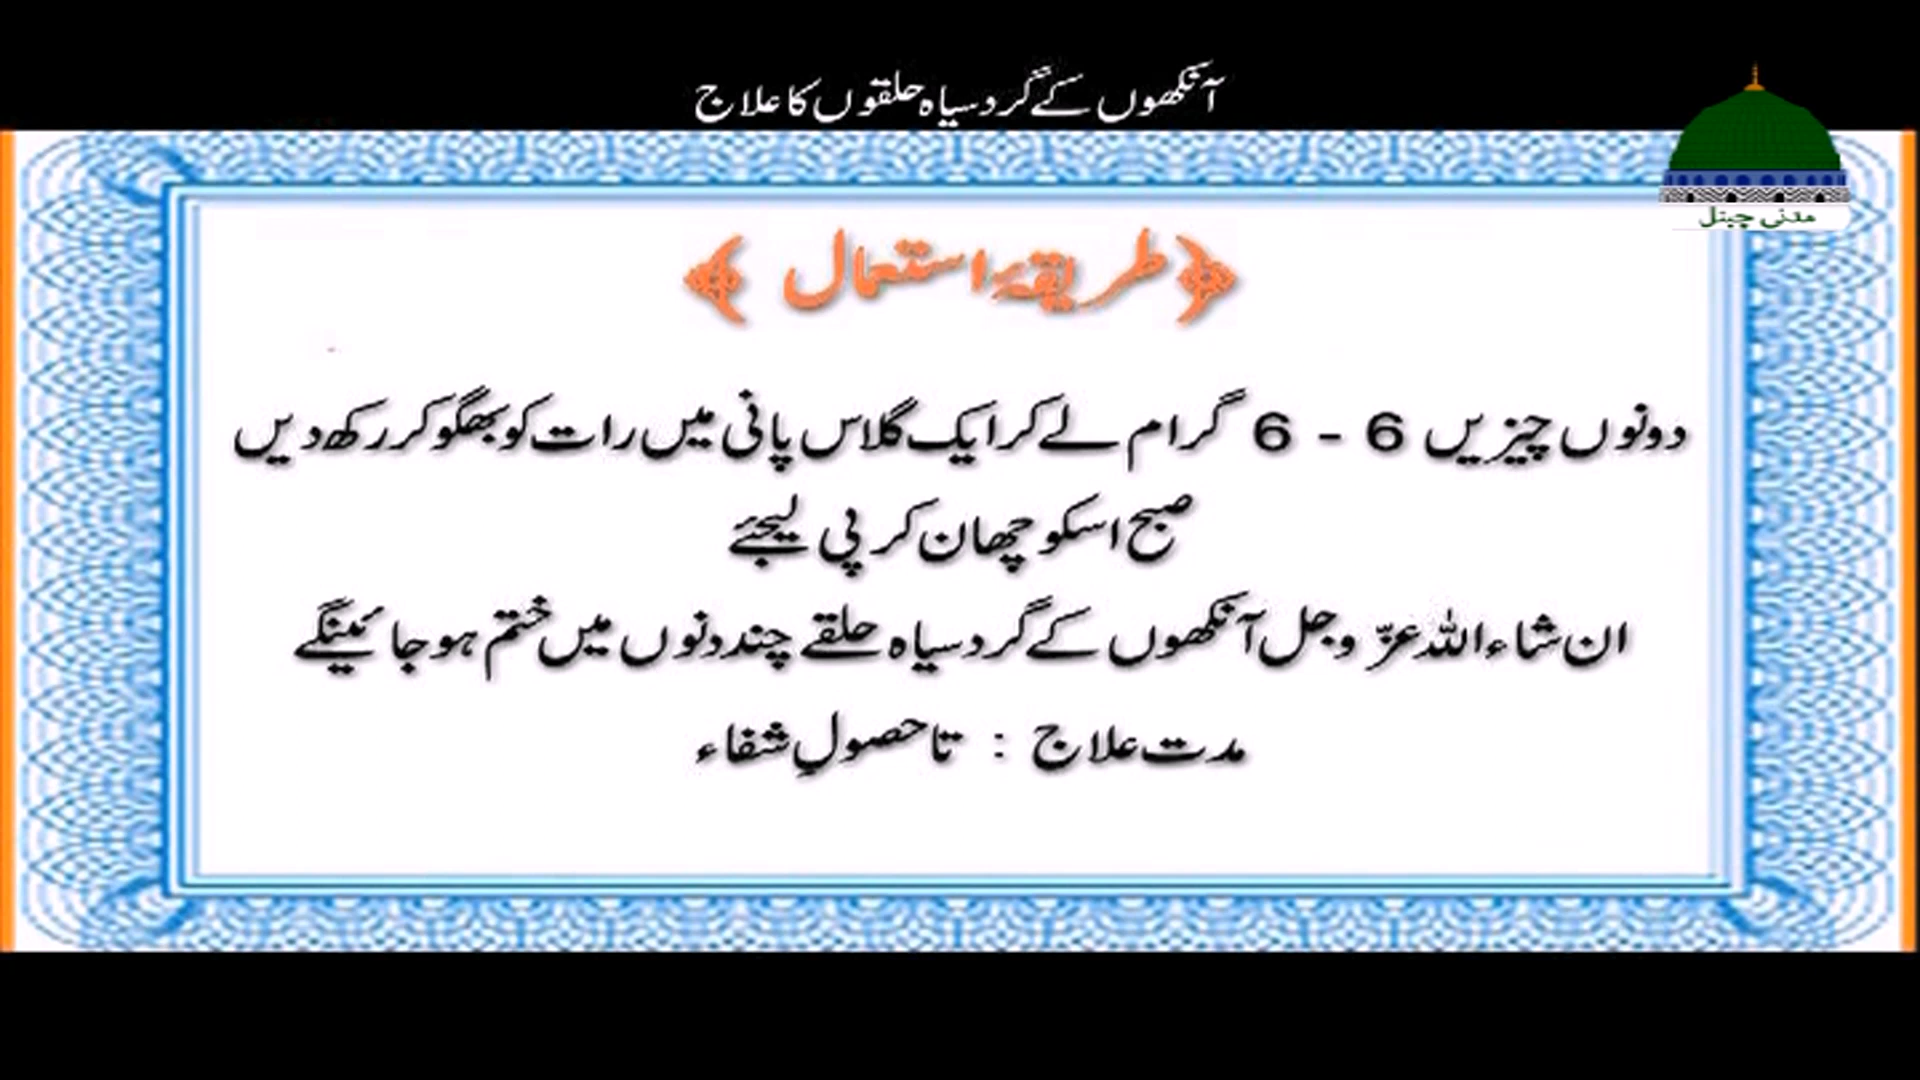 آنکھوں کے گرد سیاہ حلقوں کا علاج
مدنی چینل
طریقۂ استعمال
دونوں چیزیں 6 - 6 گرام لے کر ایک گلاس پانی میں رات کو بھگو کر رکھ دیں
صبح اسکو چھان کر پی لیجئے
ان شاء اللہ عزّ وجل آنکھوں کے گرد سیاہ حلقے چند دنوں میں ختم ہو جائینگے
مدت علاج : تا حصولِ شفاء